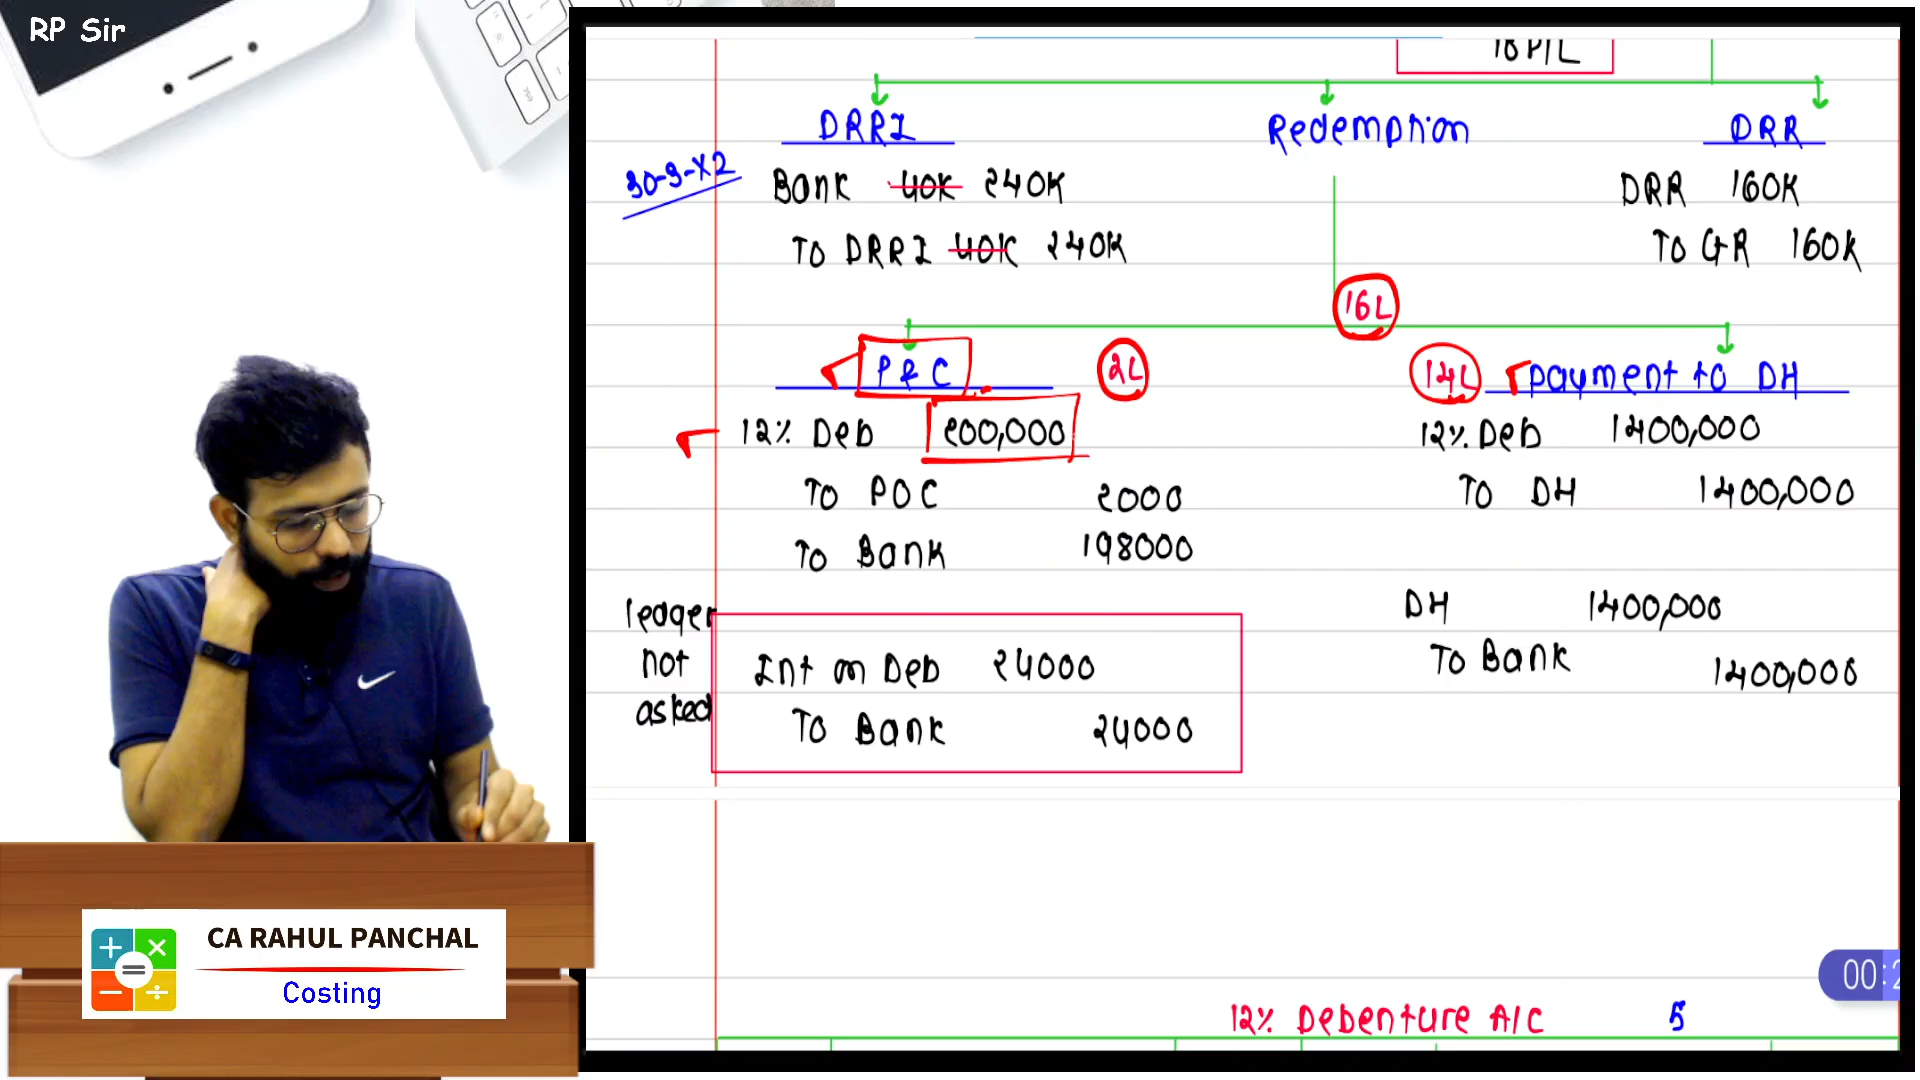 RP Sir
To P/L
DRRI Redemption DRR
30-9-X2
Bank 40K 240K DRR 160K
To DRRI 40K 240K To GR 160K
16L
P&C 2L 14L Payment to DH
12% Deb 200,000 12% Deb 1400,000
To POC 2000 To DH 1400,000
To Bank 198000
ledger not asked
DH 1400,000
Int on Deb 24000 To Bank 1400,000
To Bank 24000
CA RAHUL PANCHAL
Costing
12% Debenture A/C 5